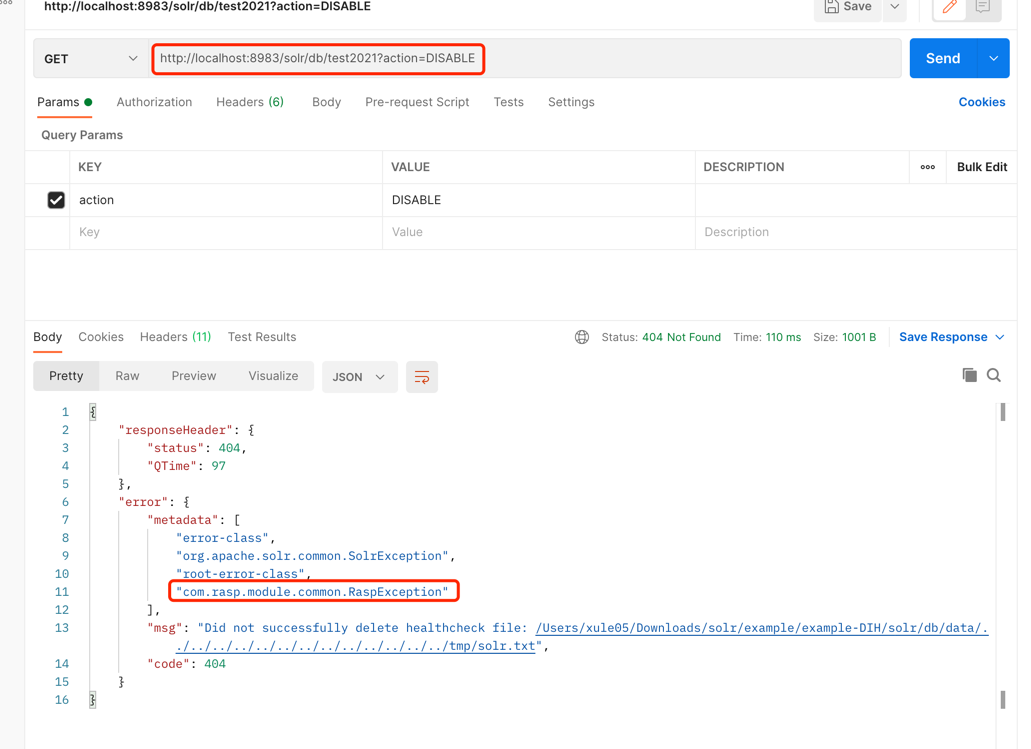 http://localhost:8983/solr/db/test2021?action=DISABLE
Save
GET
http://localhost:8983/solr/db/test2021?action=DISABLE
Send
Params Authorization Headers (6) Body Pre-request Script Tests Settings Cookies
Query Params
KEY VALUE DESCRIPTION ooo Bulk Edit
action DISABLE
Key Value Description
Body Cookies Headers (11) Test Results Status: 404 Not Found Time: 110 ms Size: 1001 B Save Response
Pretty Raw Preview Visualize JSON
1 {
2 "responseHeader": {
3 "status": 404,
4 "QTime": 97
5 },
6 "error": {
7 "metadata": [
8 "error-class",
9 "org.apache.solr.common.SolrException",
10 "root-error-class",
11 "com.rasp.module.common.RaspException"
12 ],
13 "msg": "Did not successfully delete healthcheck file: /Users/xule05/Downloads/solr/example/example-DIH/solr/db/data/.
./../../../../../../../../../../../../tmp/solr.txt",
14 "code": 404
15 }
16 }